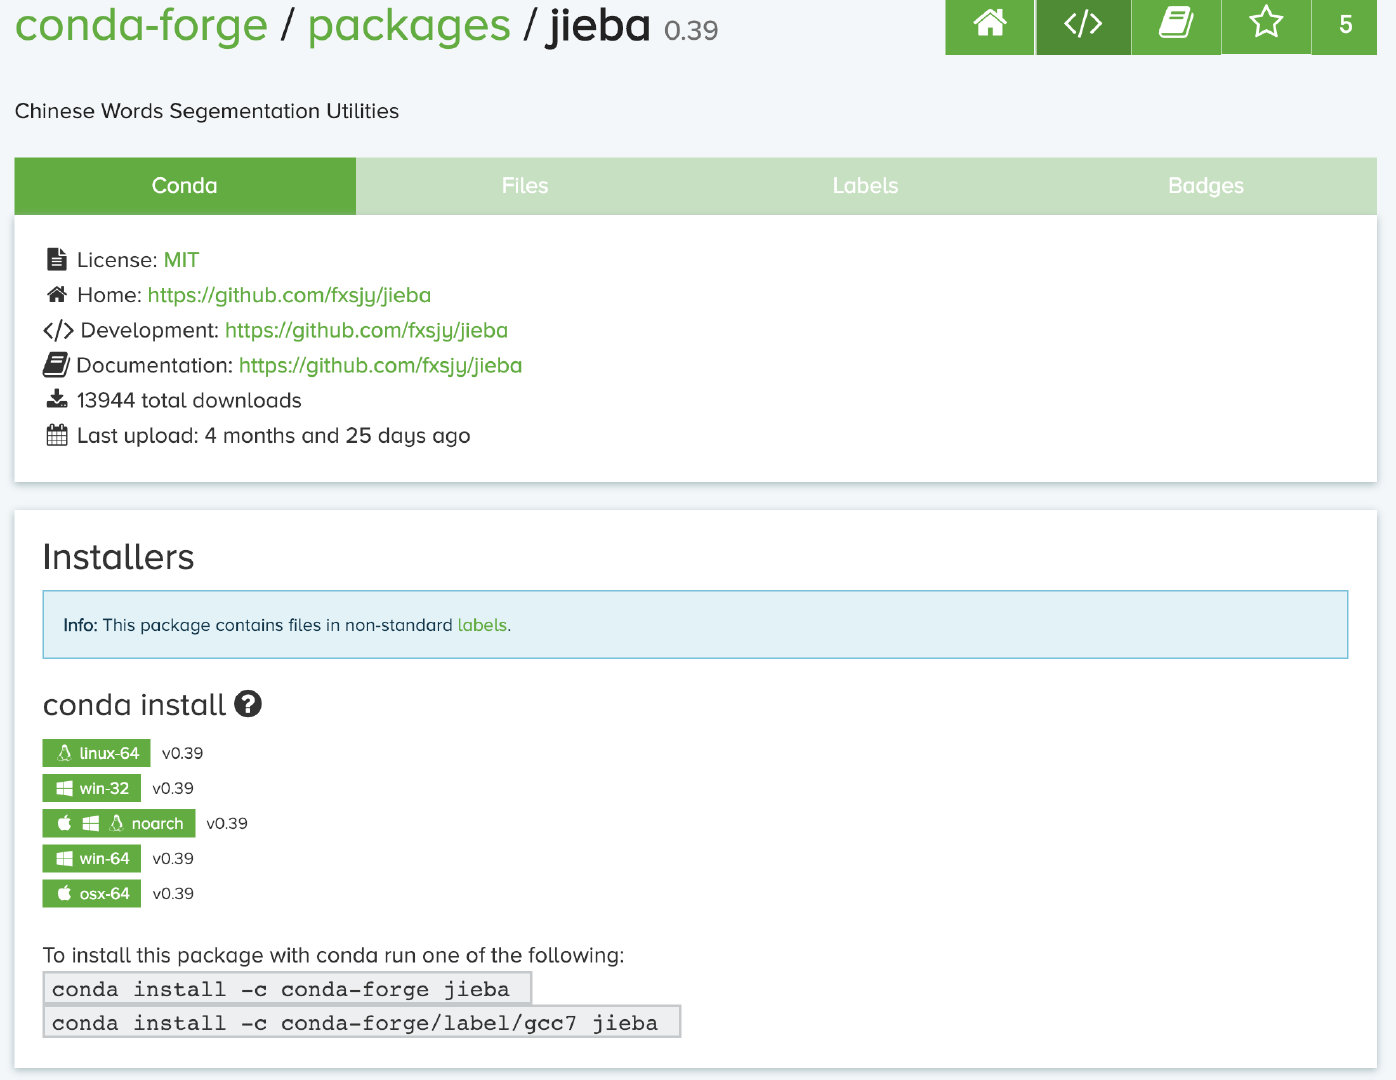 conda-forge / packages / jieba 0.39
5
Chinese Words Segementation Utilities
Conda
Files
Labels
Badges
License: MIT
Home: https://github.com/fxsjy/jieba
</> Development: https://github.com/fxsjy/jieba
Documentation: https://github.com/fxsjy/jieba
13944 total downloads
Last upload: 4 months and 25 days ago
Installers
Info: This package contains files in non-standard labels.
conda install ?
linux-64 v0.39
win-32 v0.39
noarch v0.39
win-64 v0.39
osx-64 v0.39
To install this package with conda run one of the following:
conda install -c conda-forge jieba
conda install -c conda-forge/label/gcc7 jieba